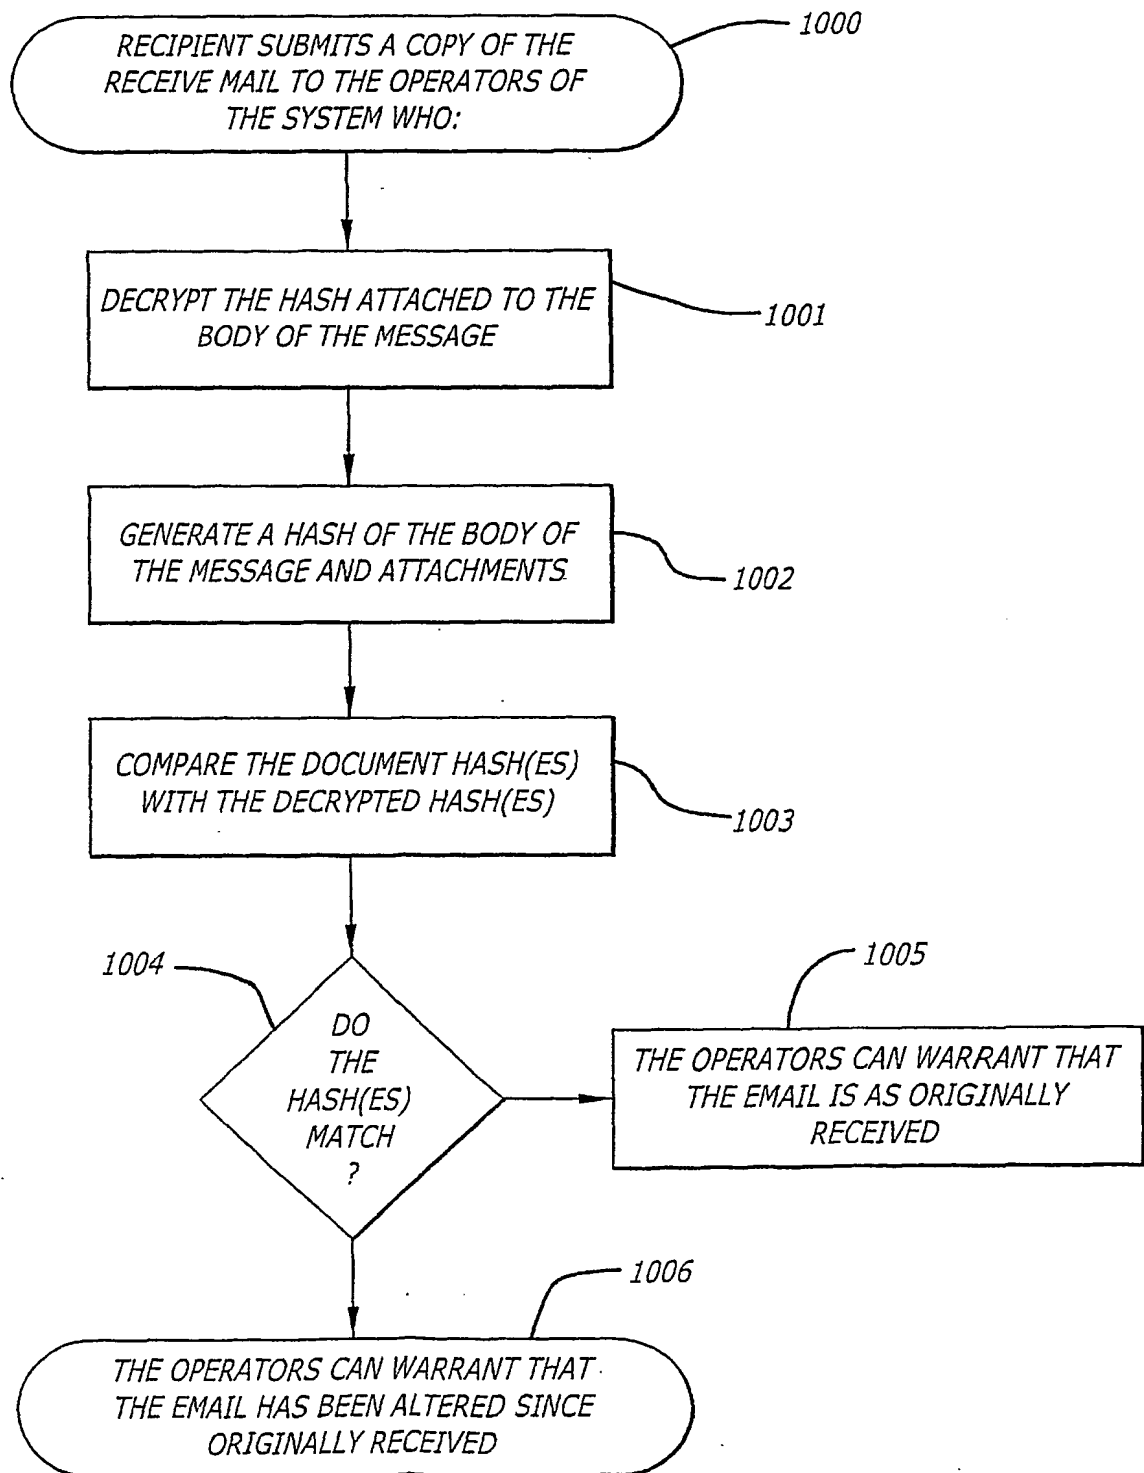 1000
RECIPIENT SUBMITS A COPY OF THE
RECEIVE MAIL TO THE OPERATORS OF
THE SYSTEM WHO:
DECRYPT THE HASH ATTACHED TO THE
BODY OF THE MESSAGE
1001
GENERATE A HASH OF THE BODY OF
THE MESSAGE AND ATTACHMENTS
1002
COMPARE THE DOCUMENT HASH(ES)
WITH THE DECRYPTED HASH(ES)
1003
1004
DO
THE
HASH(ES)
MATCH
?
1005
THE OPERATORS CAN WARRANT THAT
THE EMAIL IS AS ORIGINALLY
RECEIVED
1006
THE OPERATORS CAN WARRANT THAT
THE EMAIL HAS BEEN ALTERED SINCE
ORIGINALLY RECEIVED